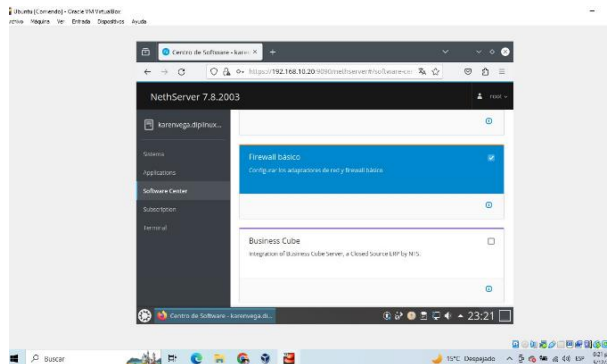 Ubuntu [Corriendo] - Oracle VM VirtualBox
Archivo Máquina Ver Entrada Dispositivos Ayuda
Centro de Software - karen
https://192.168.10.20:9090/nethserver#/software-cen
NethServer 7.8.2003
root
karenvega.diplinux...
Sistema
Applications
Software Center
Subscription
Terminal
Firewall básico
Configurar los adaptadores de red y firewall básico
Business Cube
Integration of Business Cube Server, a Closed Source ERP by NTS.
Centro de Software - karenvega.di...
23:21
Buscar
15°C Despejado
ESP